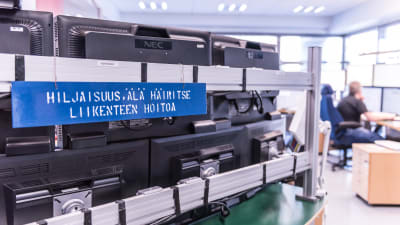 NEC
HILJAISUUS, ÄLÄ HÄIRITSE
LIIKENTEEN HOITOA